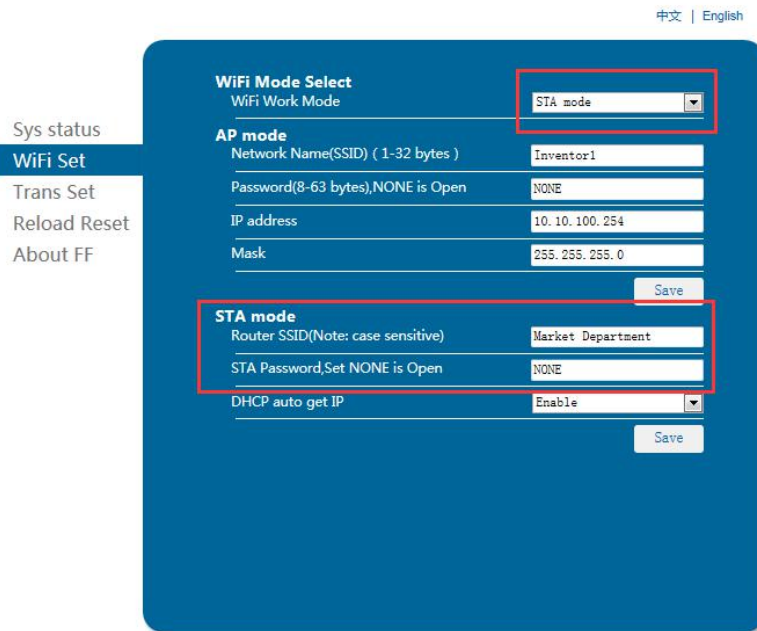 中文 | English
Sys status
WiFi Set
Trans Set
Reload Reset
About FF
WiFi Mode Select
WiFi Work Mode STA mode
AP mode
Network Name(SSID) ( 1-32 bytes ) Inventor1
Password(8-63 bytes),NONE is Open NONE
IP address 10.10.100.254
Mask 255.255.255.0
Save
STA mode
Router SSID(Note: case sensitive) Market Department
STA Password,Set NONE is Open NONE
DHCP auto get IP Enable
Save